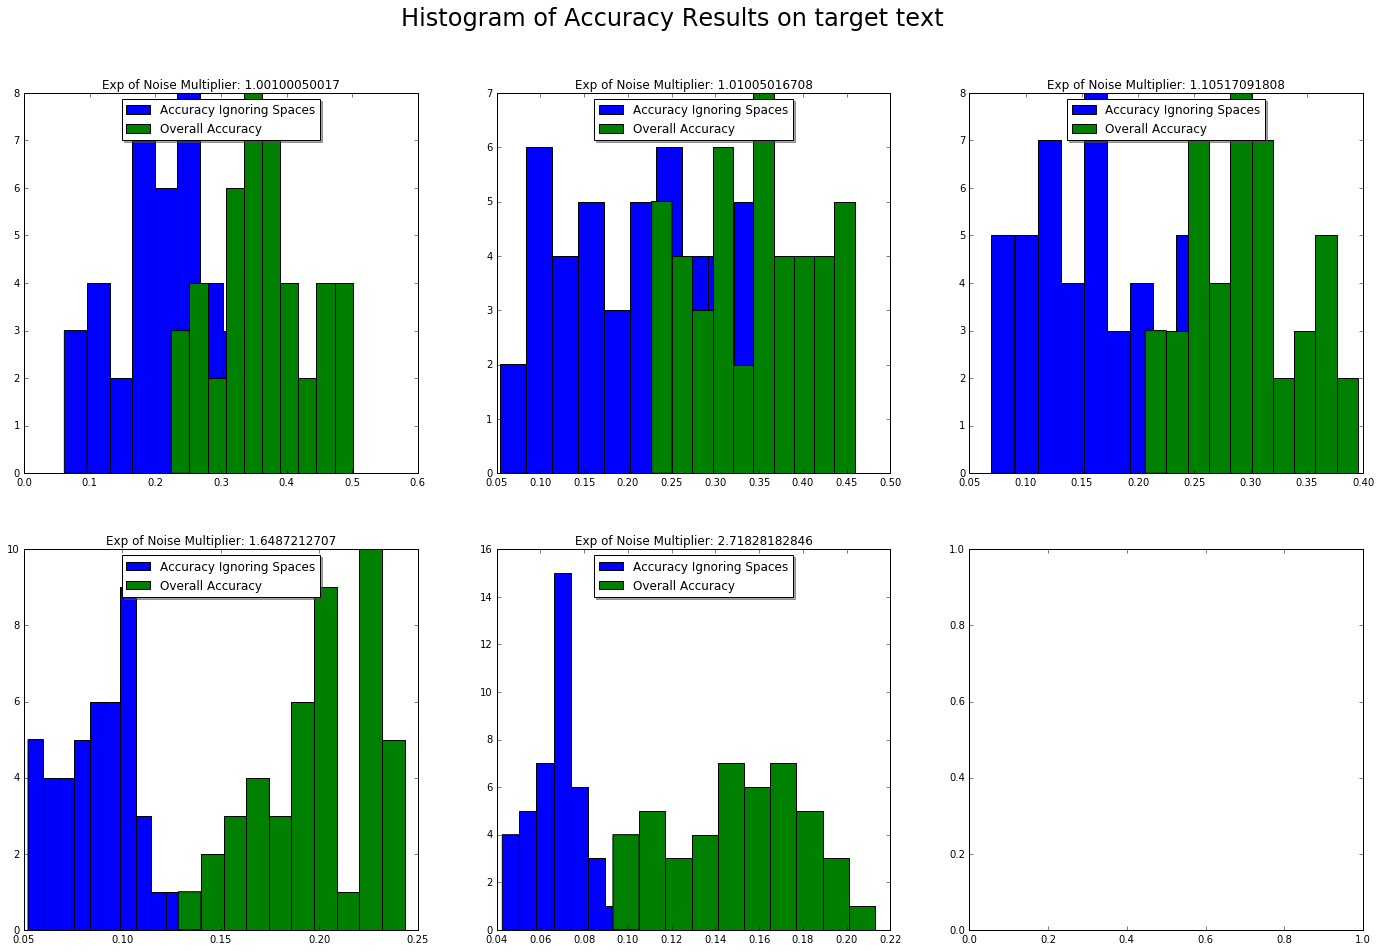 Histogram of Accuracy Results on target text
Exp of Noise Multiplier: 1.00100050017
Accuracy Ignoring Spaces
Overall Accuracy
8
7
6
5
4
3
2
1
0
0.0 0.1 0.2 0.3 0.4 0.5 0.6
Exp of Noise Multiplier: 1.01005016708
Accuracy Ignoring Spaces
Overall Accuracy
7
6
5
4
3
2
1
0
0.05 0.10 0.15 0.20 0.25 0.30 0.35 0.40 0.45 0.50
Exp of Noise Multiplier: 1.10517091808
Accuracy Ignoring Spaces
Overall Accuracy
8
7
6
5
4
3
2
1
0
0.05 0.10 0.15 0.20 0.25 0.30 0.35 0.40
Exp of Noise Multiplier: 1.6487212707
Accuracy Ignoring Spaces
Overall Accuracy
10
8
6
4
2
0
0.05 0.10 0.15 0.20 0.25
Exp of Noise Multiplier: 2.71828182846
Accuracy Ignoring Spaces
Overall Accuracy
16
14
12
10
8
6
4
2
0
0.04 0.06 0.08 0.10 0.12 0.14 0.16 0.18 0.20 0.22
1.0
0.8
0.6
0.4
0.2
0.0
0.0 0.2 0.4 0.6 0.8 1.0